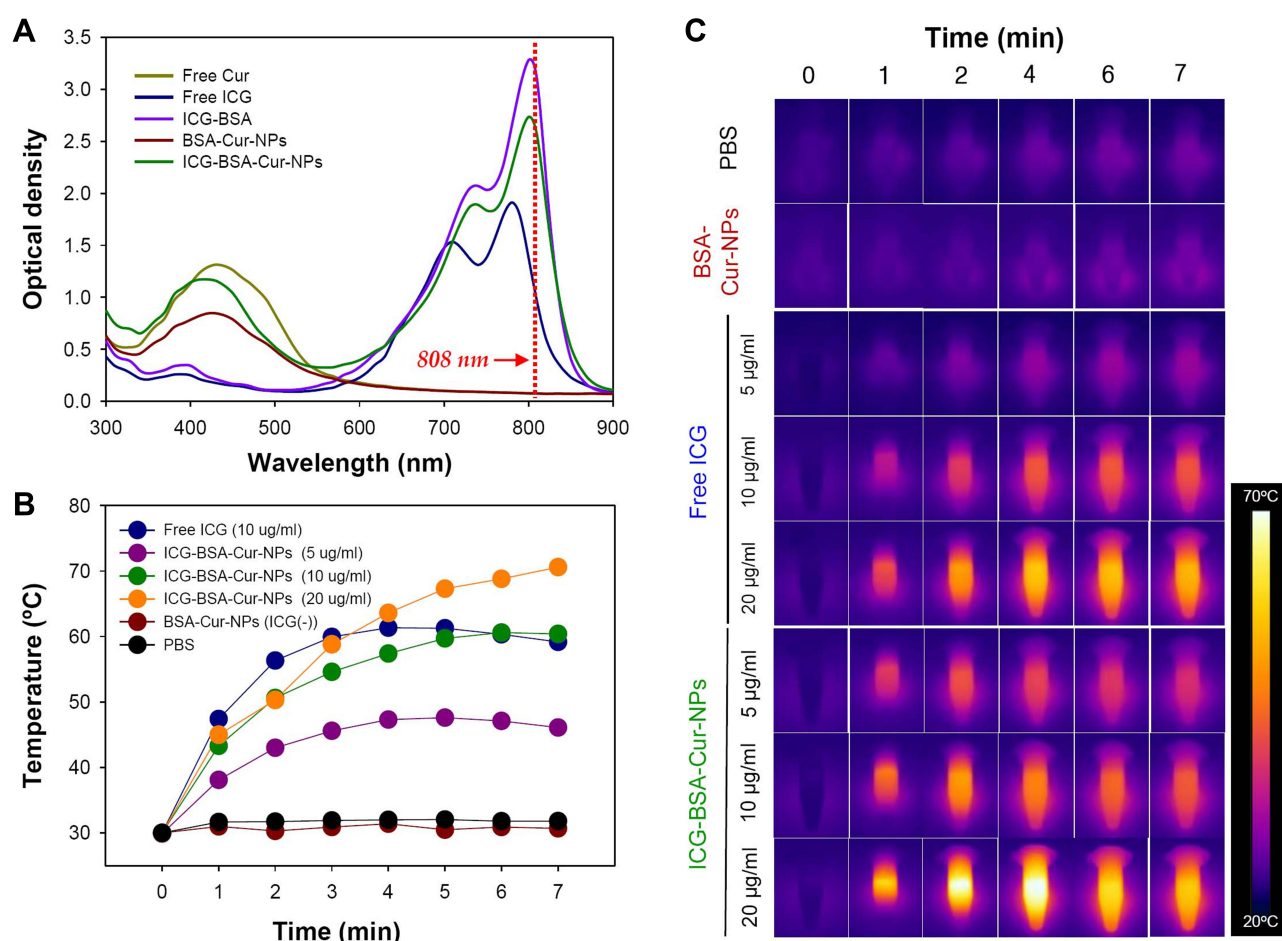 A
3.5
3.0
2.5
2.0
1.5
1.0
0.5
0.0
Optical density
Free Cur
Free ICG
ICG-BSA
BSA-Cur-NPs
ICG-BSA-Cur-NPs
808 nm
300 400 500 600 700 800 900
Wavelength (nm)
B
80
70
60
50
40
30
Temperature (ºC)
Free ICG (10 ug/ml)
ICG-BSA-Cur-NPs (5 ug/ml)
ICG-BSA-Cur-NPs (10 ug/ml)
ICG-BSA-Cur-NPs (20 ug/ml)
BSA-Cur-NPs (ICG(-))
PBS
0 1 2 3 4 5 6 7
Time (min)
C
Time (min)
0 1 2 4 6 7
PBS
BSA-
Cur-NPs
Free ICG
5 µg/ml
10 µg/ml
20 µg/ml
ICG-BSA-Cur-NPs
5 µg/ml
10 µg/ml
20 µg/ml
70ºC
20ºC